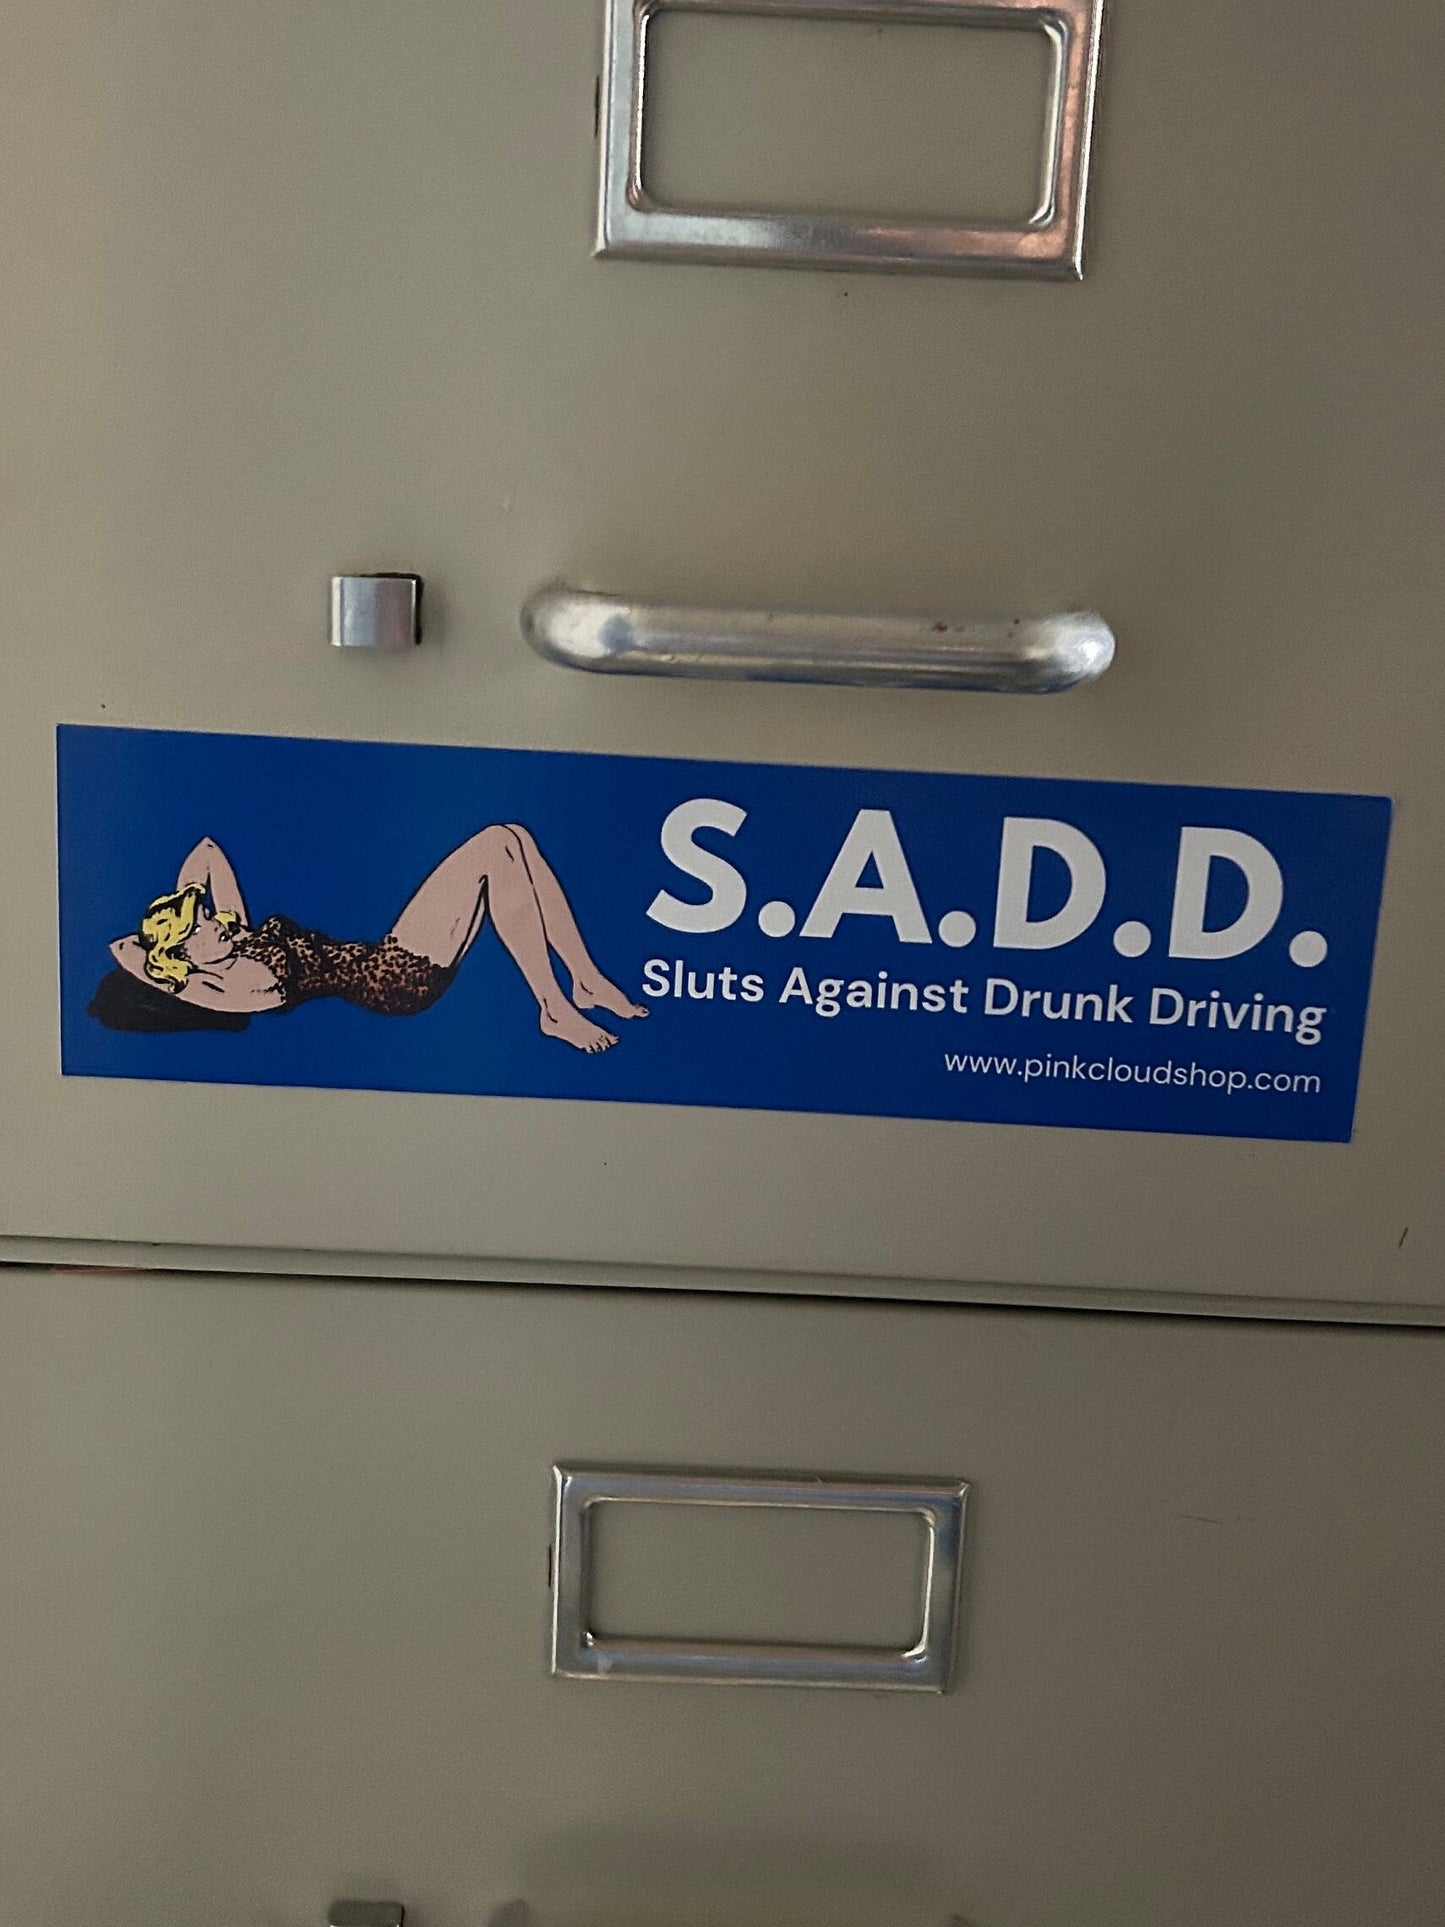 S.A.D.D.
Sluts Against Drunk Driving
www.pinkcloudshop.com